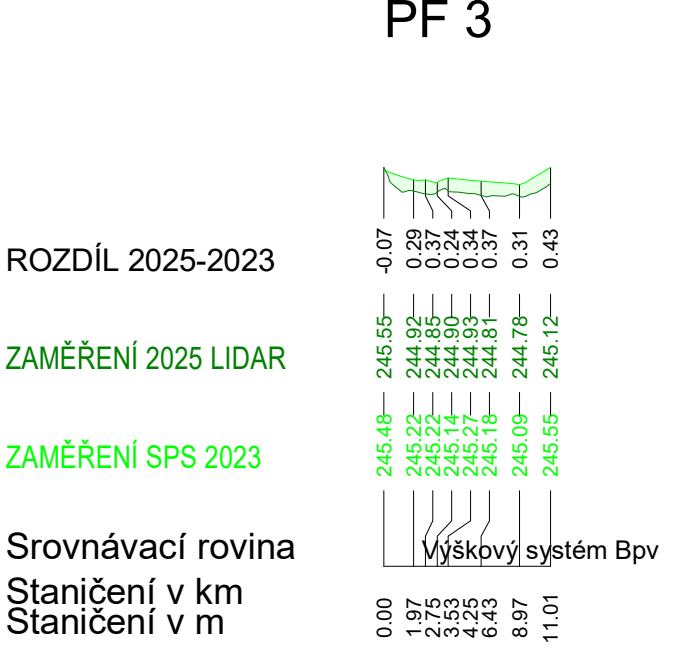 PF 3
ROZDÍL 2025-2023 -0.07 0.29 0.37 0.24 0.34 0.37 0.31 0.43
ZAMĚŘENÍ 2025 LIDAR 245.55 244.92 244.85 244.90 244.93 244.81 244.78 245.12
ZAMĚŘENÍ SPS 2023 245.48 245.22 245.22 245.14 245.27 245.18 245.09 245.55
Srovnávací rovina Výškový systém Bpv
Staničení v km
Staničení v m 0.00 1.97 2.75 3.53 4.25 6.43 8.97 11.01